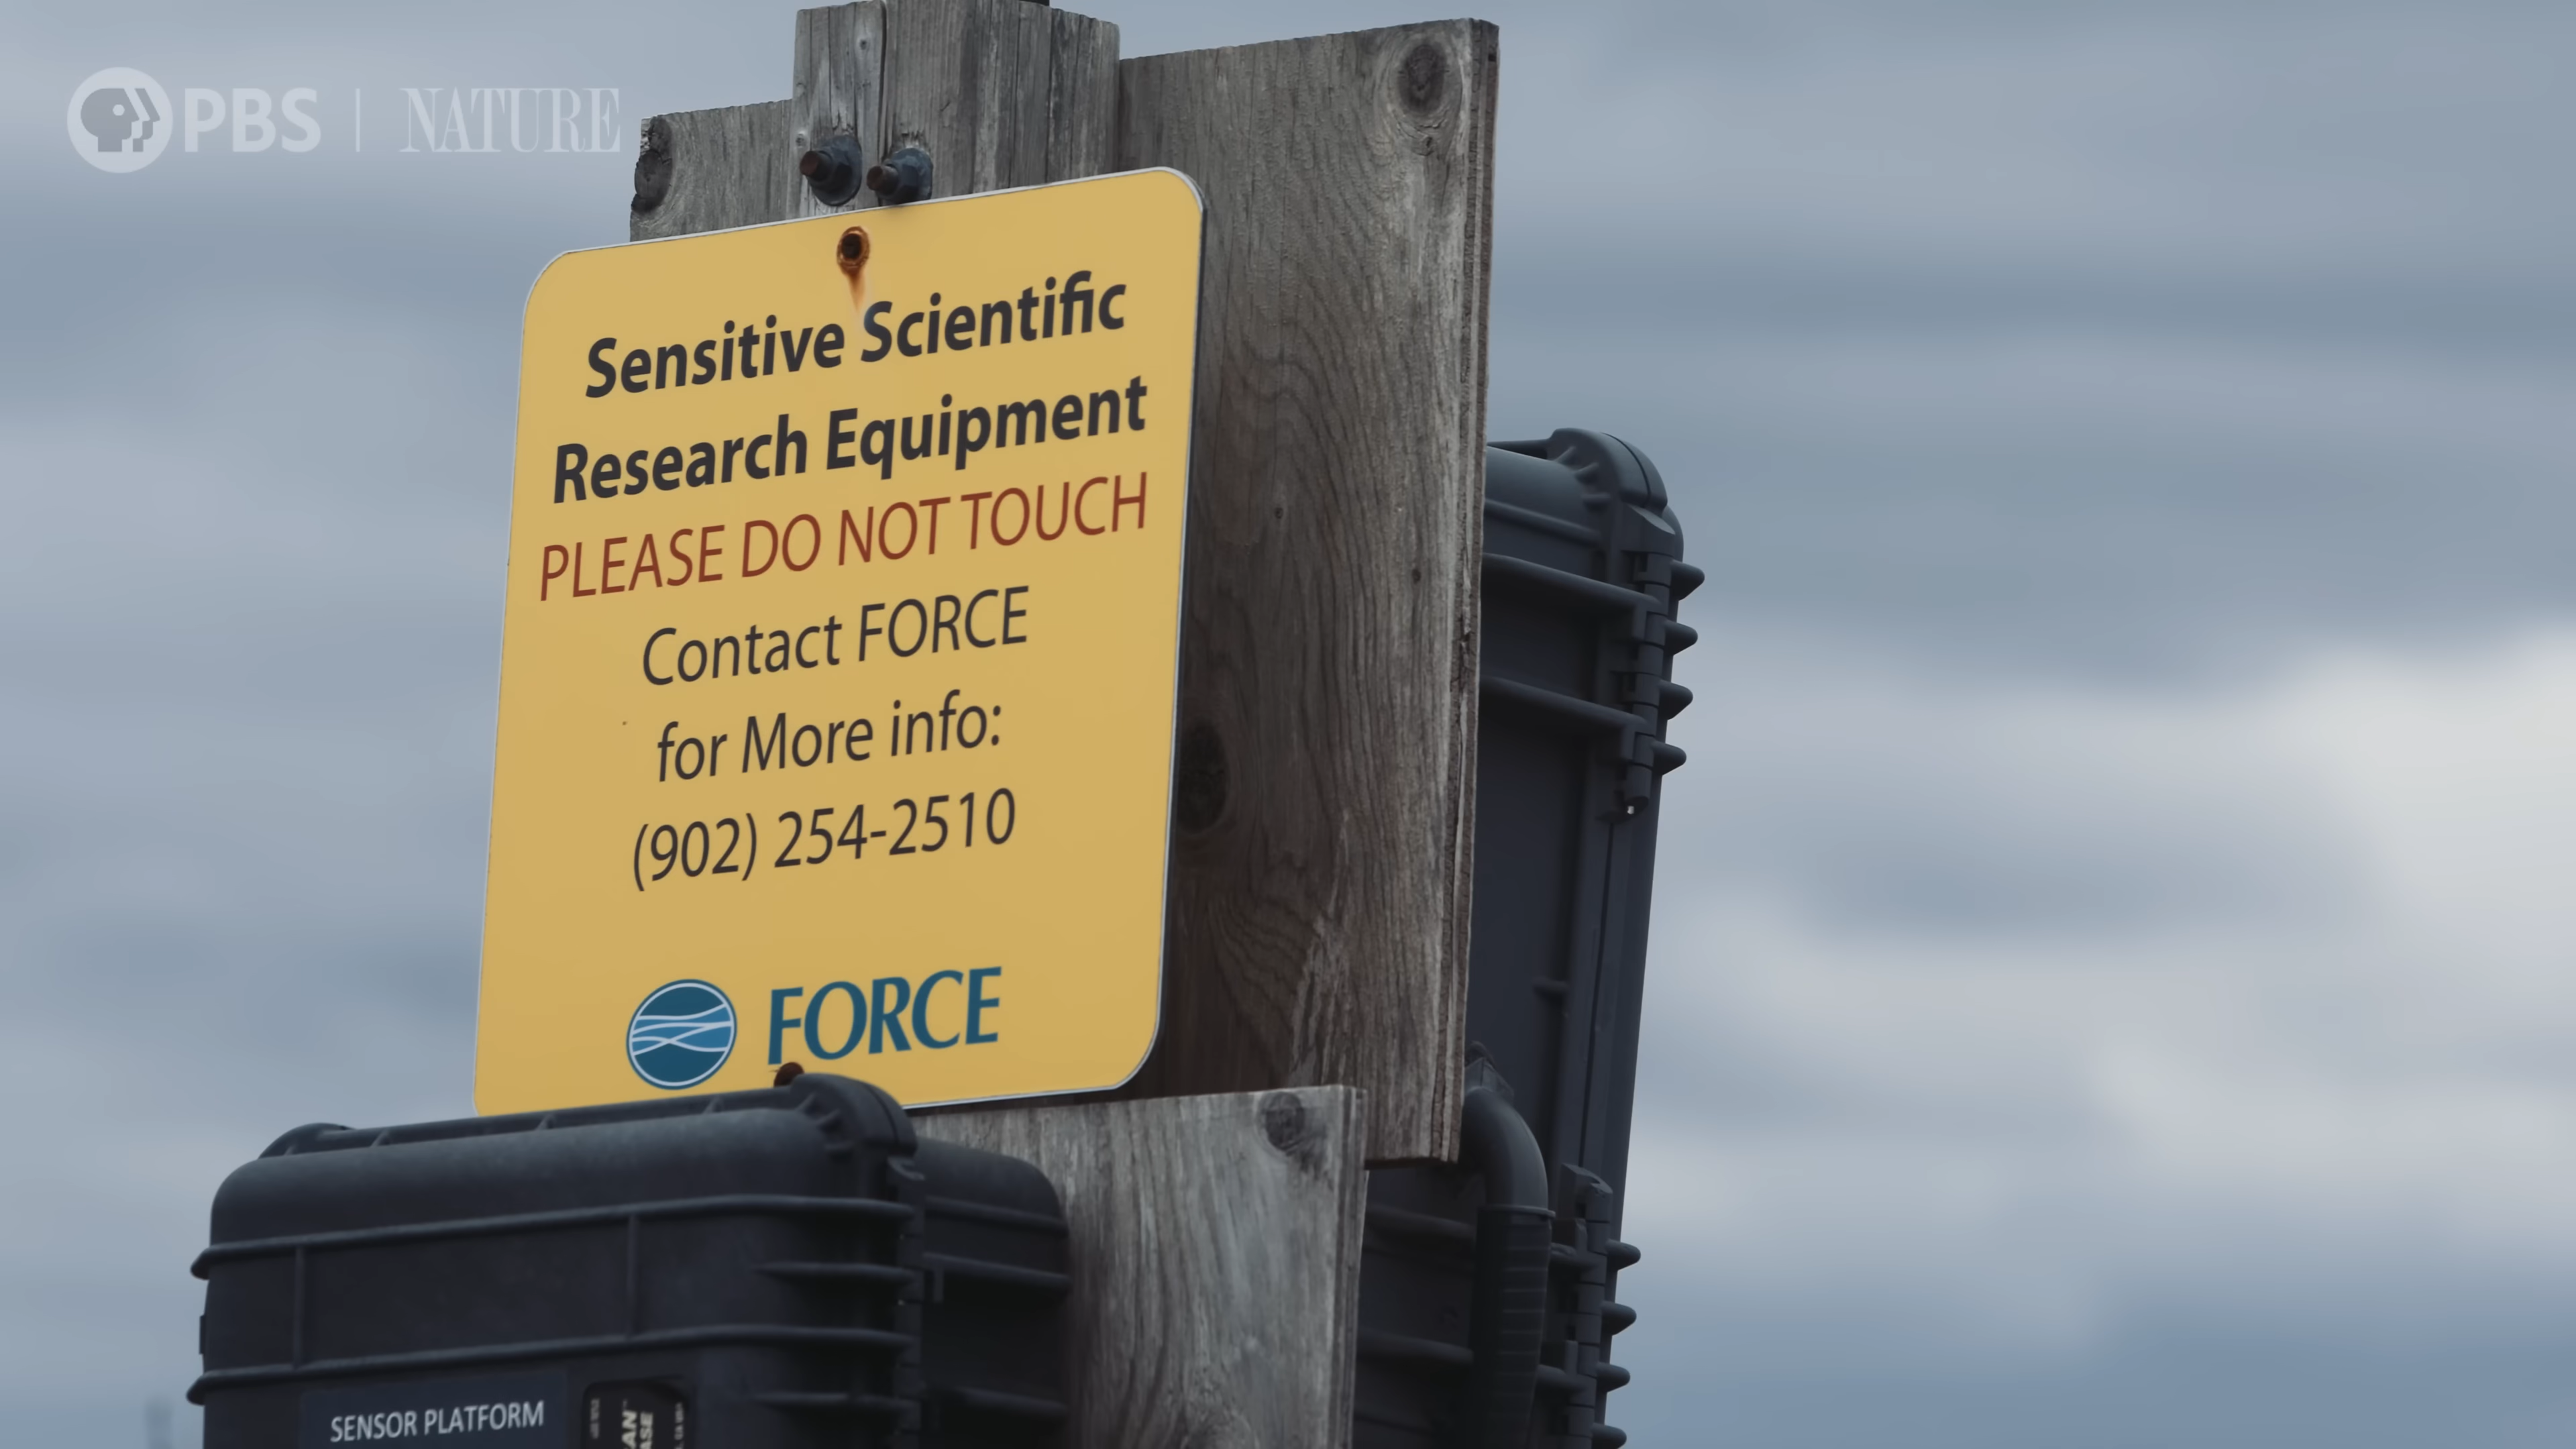 PBS | NATURE
Sensitive Scientific
Research Equipment
PLEASE DO NOT TOUCH
Contact FORCE
for More info:
(902) 254-2510
FORCE
SENSOR PLATFORM